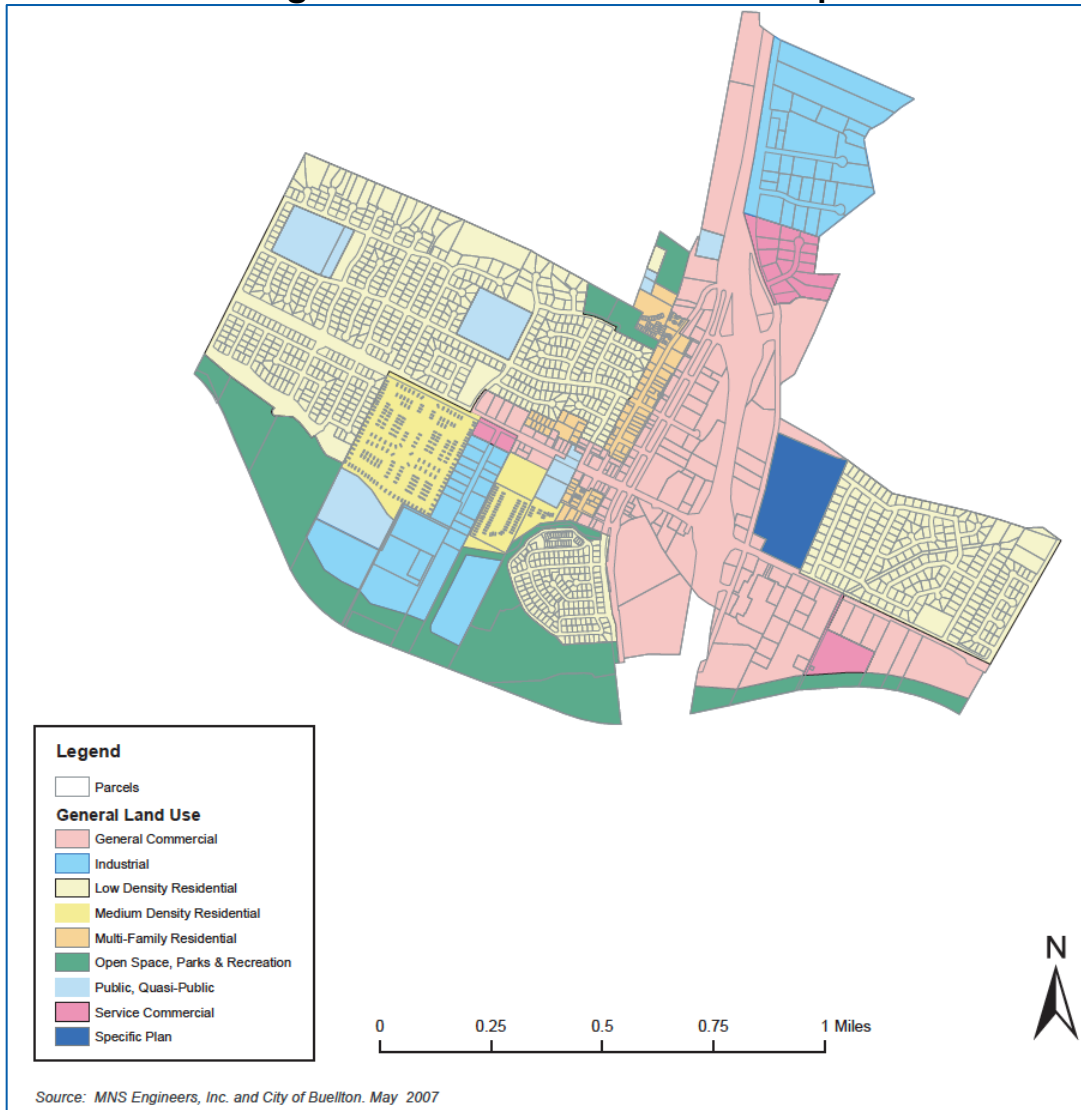 Legend
Parcels
General Land Use
General Commercial
Industrial
Low Density Residential
Medium Density Residential
Multi-Family Residential
Open Space, Parks & Recreation
Public, Quasi-Public
Service Commercial
Specific Plan
0 0.25 0.5 0.75 1 Miles
N
Source: MNS Engineers, Inc. and City of Buellton. May 2007